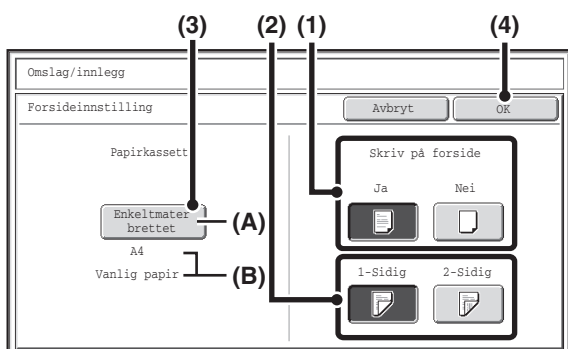 (3) (2) (1) (4)
Omslag/innlegg
Forsideinnstilling
Avbryt
OK
Papirkassett
Skriv på forside
Ja
Nei
Enkeltmater
brettet
(A)
A4
Vanlig papir
(B)
1-Sidig
2-Sidig